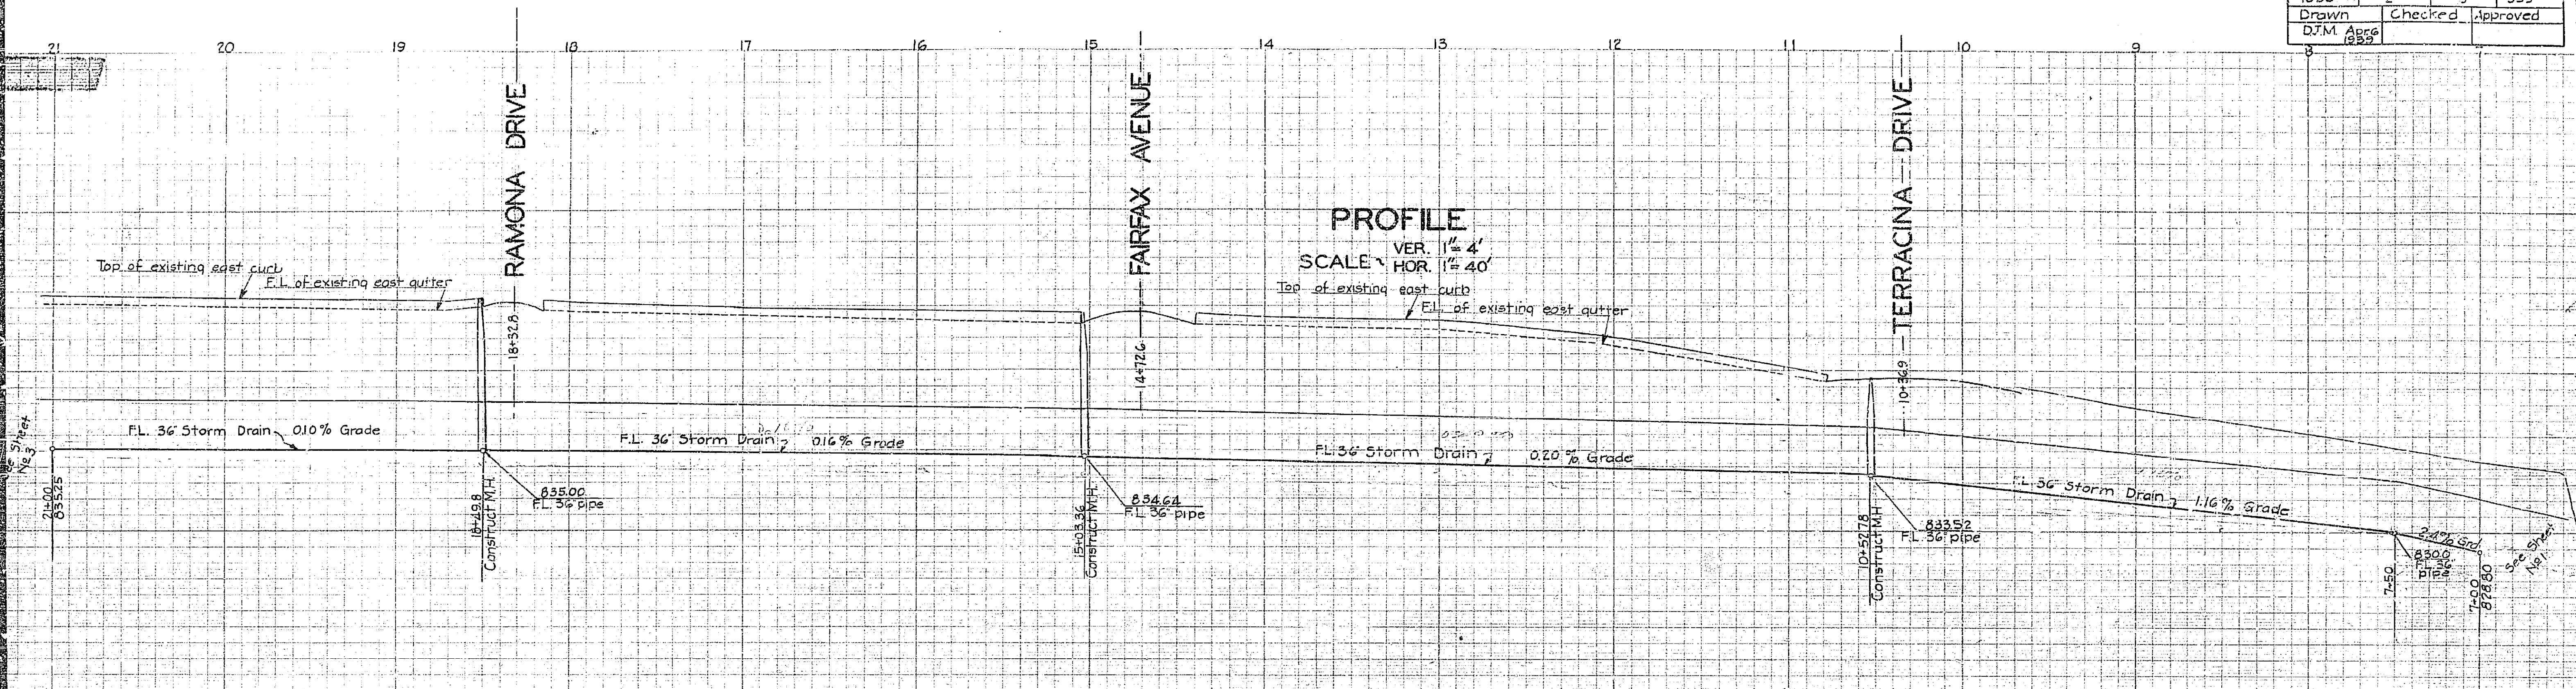 Drawn Checked Approved
D.J.M. Apr 6
1939
21 20 19 18 17 16 15 14 13 12 11 10 9 8
RAMONA DRIVE
18+32.8
FAIRFAX AVENUE
14+72.6
TERRACINA DRIVE
10+36.9
PROFILE
SCALE ~ VER. 1"= 4'
HOR. 1"= 40'
Top of existing east curb
F.L. of existing east gutter
Top of existing east curb
F.L. of existing east gutter
See Sheet
No 3
F.L. 36" Storm Drain 0.10% Grade
F.L. 36" Storm Drain 0.16% Grade
F.L. 36" Storm Drain 0.20% Grade
F.L. 36" Storm Drain 1.16% Grade
2.4% Grd.
21+00
835.25
18+49.8
Construct M.H.
835.00
F.L. 36" pipe
15+03.36
Construct M.H.
834.64
F.L. 36" pipe
10+52.78
Construct M.H.
833.52
F.L. 36" pipe
7+50
830.0
F.L. 36"
pipe
7+00
828.80
See Sheet
No 1